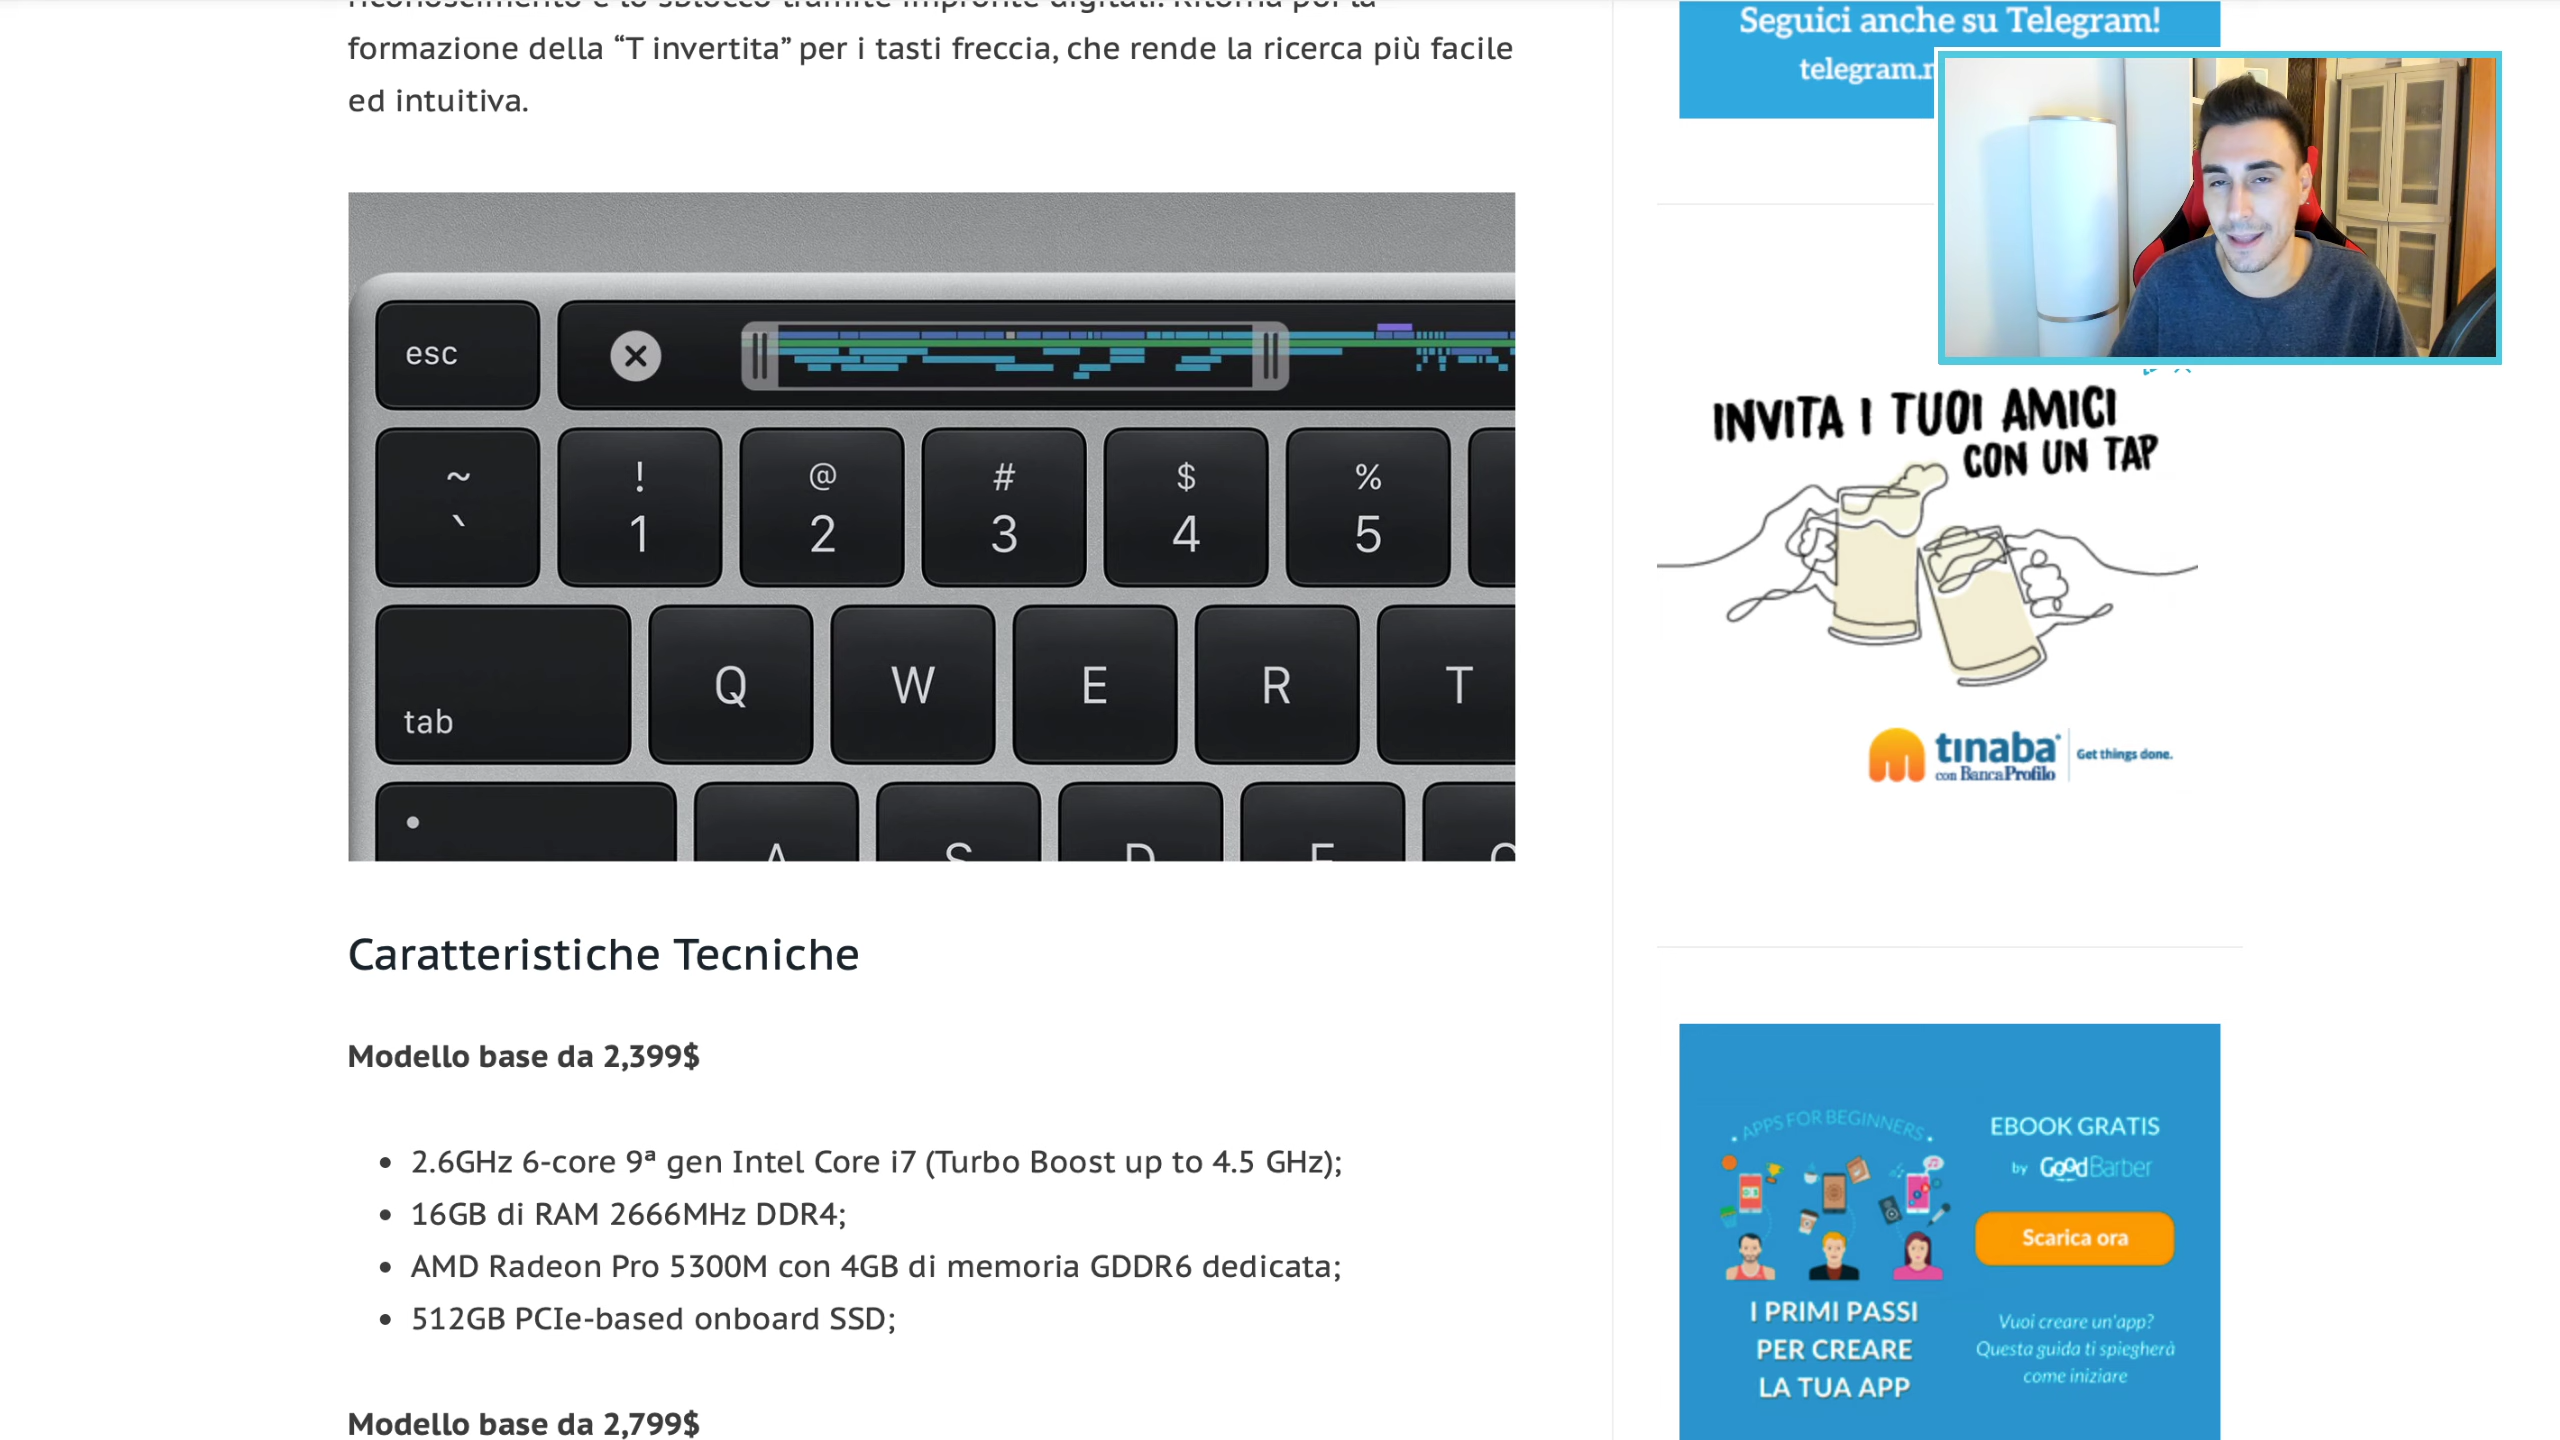 formazione della “T invertita” per i tasti freccia, che rende la ricerca più facile
ed intuitiva.
esc
~
`
!
1
@
2
#
3
$
4
%
5
tab
Q
W
E
R
T
A
S
D
F
Caratteristiche Tecniche
Modello base da 2,399$
• 2.6GHz 6-core 9ª gen Intel Core i7 (Turbo Boost up to 4.5 GHz);
• 16GB di RAM 2666MHz DDR4;
• AMD Radeon Pro 5300M con 4GB di memoria GDDR6 dedicata;
• 512GB PCIe-based onboard SSD;
Modello base da 2,799$
Seguici anche su Telegram!
INVITA I TUOI AMICI
CON UN TAP
tinaba
con BancaProfilo
Get things done.
• APPS FOR BEGINNERS •
EBOOK GRATIS
by GoodBarber
Scarica ora
I PRIMI PASSI
PER CREARE
LA TUA APP
Vuoi creare un'app?
Questa guida ti spiegherà
come iniziare